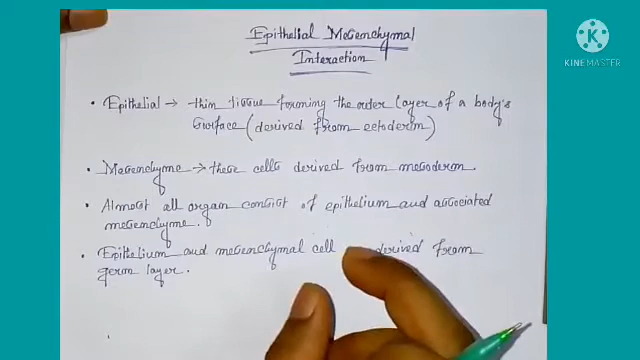 Epithelial Mesenchymal
Interaction
KINEMASTER
• Epithelial → thin tissue forming the outer layer of a body's
surface (derived from ectoderm)
• Mesenchyme → these cells derived from mesoderm.
• Almost all organ consist of epithelium and associated
mesenchyme.
• Epithelium and mesenchymal cell derived from
germ layer.